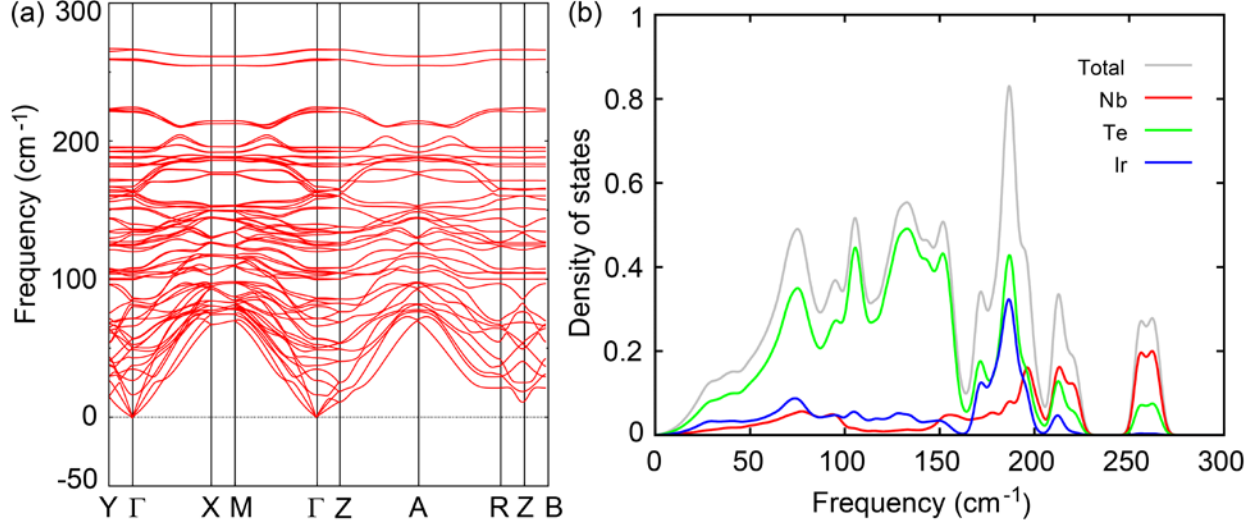 (a)
300
200
100
0
-50
Frequency (cm⁻¹)
Y Γ X M Γ Z A R Z B
(b)
1
0.8
0.6
0.4
0.2
0
Density of states
Total
Nb
Te
Ir
0 50 100 150 200 250 300
Frequency (cm⁻¹)